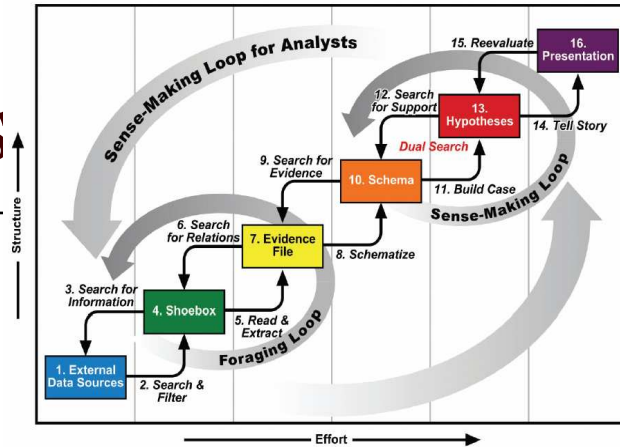 Sense-Making Loop for Analysts
15. Reevaluate
16.
Presentation
12. Search
for Support
13.
Hypotheses
14. Tell Story
Dual Search
9. Search for
Evidence
10. Schema
11. Build Case
Sense-Making Loop
6. Search
for Relations
7. Evidence
File
8. Schematize
3. Search for
Information
4. Shoebox
5. Read &
Extract
Foraging Loop
1. External
Data Sources
2. Search &
Filter
Structure
Effort